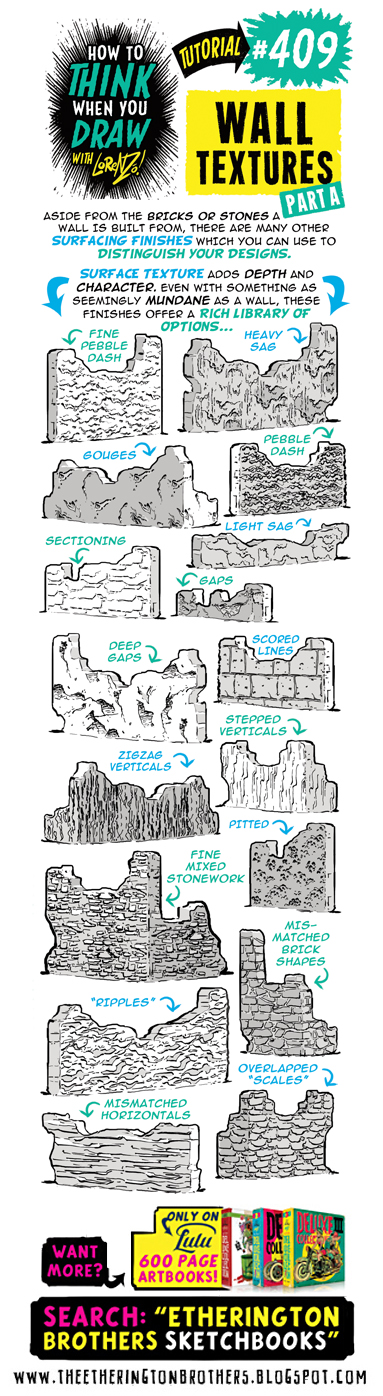 HOW TO
THINK
WHEN YOU
DRAW
WITH LORENZO!
TUTORIAL
#409
WALL
TEXTURES
PART A
ASIDE FROM THE BRICKS OR STONES A
WALL IS BUILT FROM, THERE ARE MANY OTHER
SURFACING FINISHES WHICH YOU CAN USE TO
DISTINGUISH YOUR DESIGNS.
SURFACE TEXTURE ADDS DEPTH AND
CHARACTER. EVEN WITH SOMETHING AS
SEEMINGLY MUNDANE AS A WALL, THESE
FINISHES OFFER A RICH LIBRARY OF
OPTIONS...
FINE
PEBBLE
DASH
HEAVY
SAG
GOUGES
PEBBLE
DASH
LIGHT SAG
SECTIONING
GAPS
DEEP
GAPS
SCORED
LINES
STEPPED
VERTICALS
ZIGZAG
VERTICALS
PITTED
FINE
MIXED
STONEWORK
MIS-
MATCHED
BRICK
SHAPES
"RIPPLES"
OVERLAPPED
"SCALES"
MISMATCHED
HORIZONTALS
WANT
MORE?
ONLY ON
Lulu
600 PAGE
ARTBOOKS!
DELUXE
SEARCH: "ETHERINGTON
BROTHERS SKETCHBOOKS"
WWW.THEETHERINGTONBROTHERS.BLOGSPOT.COM